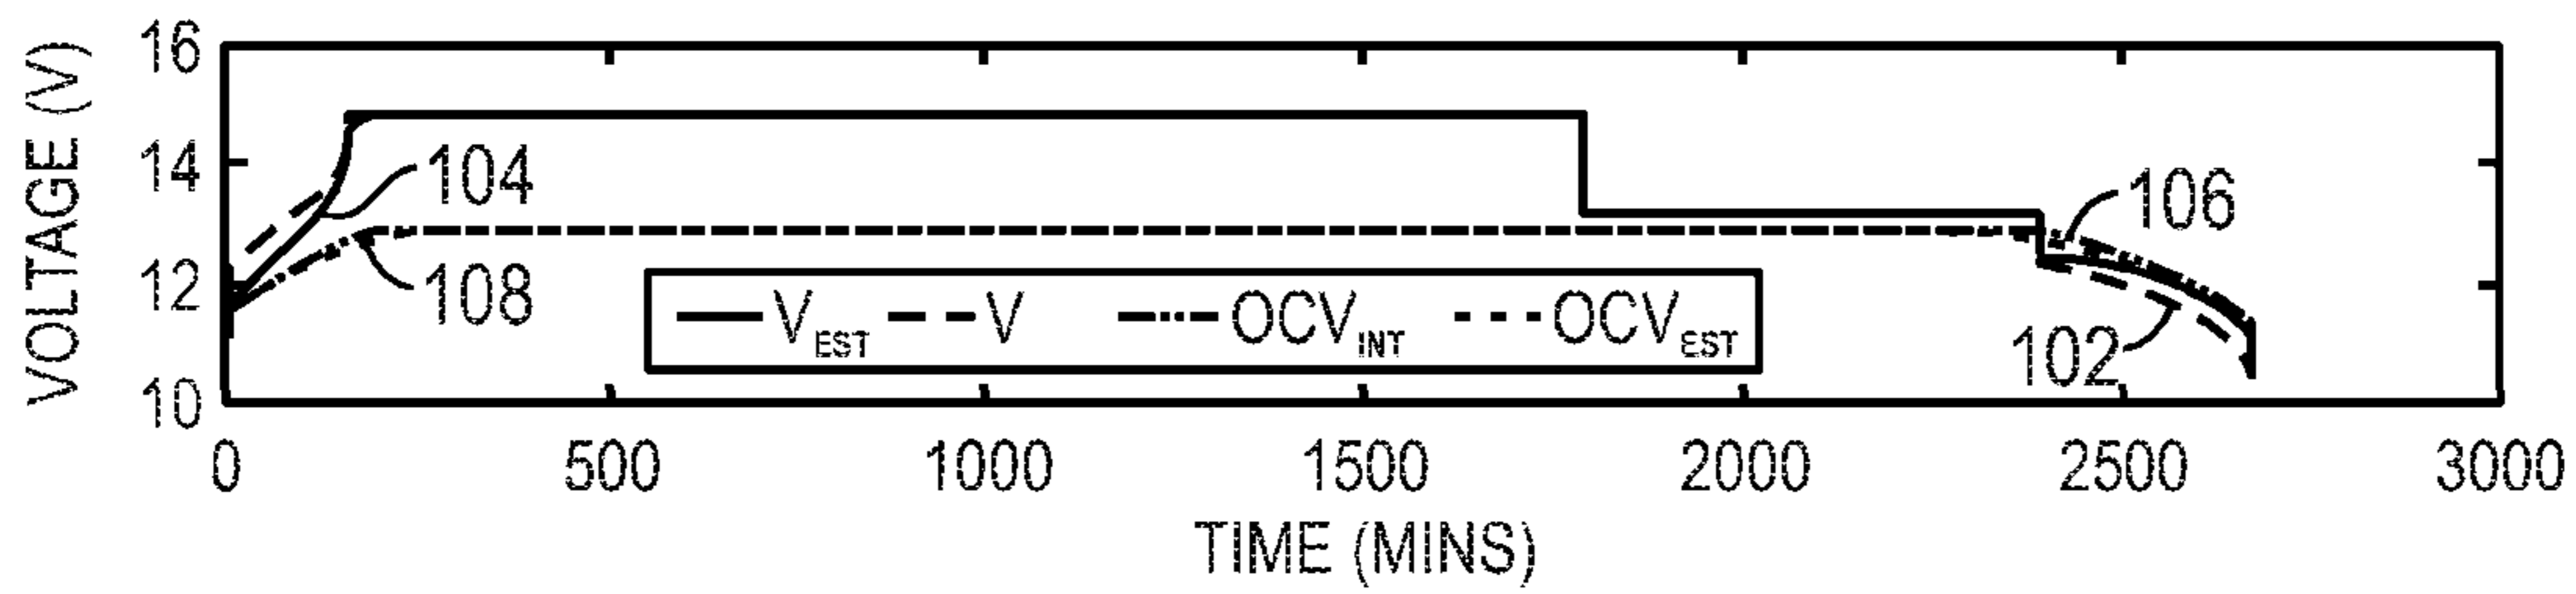 VOLTAGE (V)
16
14
12
10
104
108
106
102
V_EST V OCV_INT OCV_EST
0 500 1000 1500 2000 2500 3000
TIME (MINS)